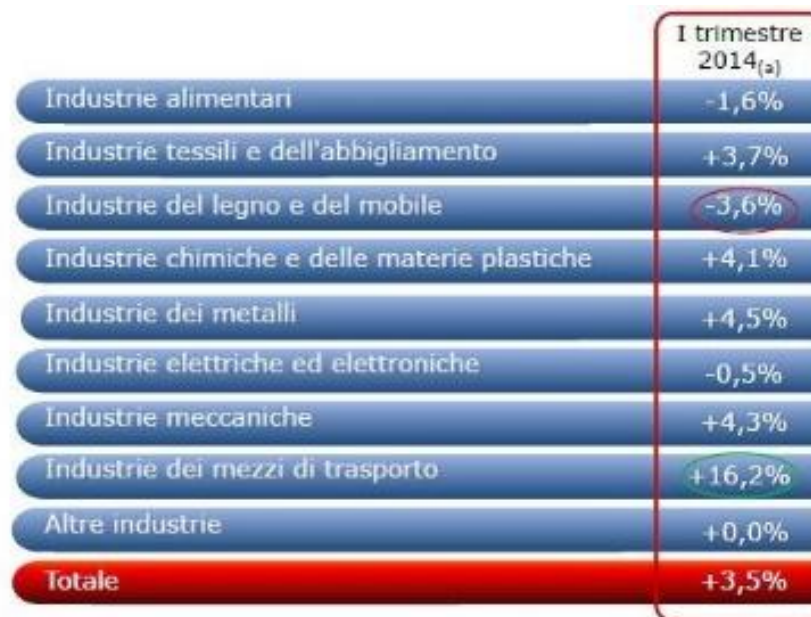 I trimestre
2014(a)
Industrie alimentari -1,6%
Industrie tessili e dell'abbigliamento +3,7%
Industrie del legno e del mobile -3,6%
Industrie chimiche e delle materie plastiche +4,1%
Industrie dei metalli +4,5%
Industrie elettriche ed elettroniche -0,5%
Industrie meccaniche +4,3%
Industrie dei mezzi di trasporto +16,2%
Altre industrie +0,0%
Totale +3,5%